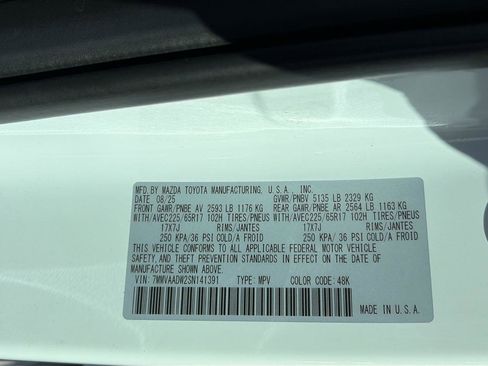 MFD.BY MAZDA TOYOTA MANUFACTURING, U.S.A., INC.
DATE 08/25 GVWR/PNBV 5135 LB 2329 KG
FRONT GAWR/PNBE AV 2593 LB 1176 KG REAR GAWR/PNBE AR 2564 LB 1163 KG
WITH/AVEC225/65R17 102H TIRES/PNEUS WITH/AVEC225/65R17 102H TIRES/PNEUS
17X7J RIMS/JANTES 17X7J RIMS/JANTES
250 KPA/36 PSI COLD/A FROID 250 KPA/36 PSI COLD/A FROID
THIS VEHICLE CONFORMS TO ALL APPLICABLE FEDERAL MOTOR VEHICLE
SAFETY, AND THEFT PREVENTION STANDARDS IN EFFECT ON THE DATE OF
MANUFACTURE SHOWN ABOVE.
VIN: 7MMVAADW2SN141391 TYPE: MPV COLOR: 48K
MADE IN U.S.A.